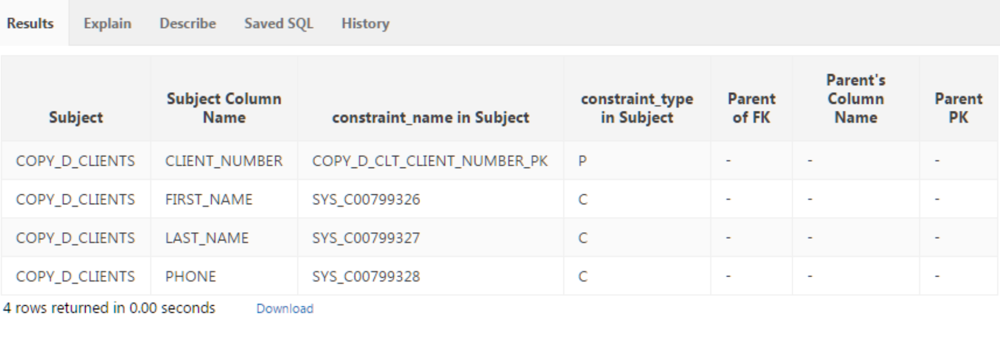 Results Explain Describe Saved SQL History
Subject Subject Column Name constraint_name in Subject constraint_type in Subject Parent of FK Parent's Column Name Parent PK
COPY_D_CLIENTS CLIENT_NUMBER COPY_D_CLT_CLIENT_NUMBER_PK P - - -
COPY_D_CLIENTS FIRST_NAME SYS_C00799326 C - - -
COPY_D_CLIENTS LAST_NAME SYS_C00799327 C - - -
COPY_D_CLIENTS PHONE SYS_C00799328 C - - -
4 rows returned in 0.00 seconds Download